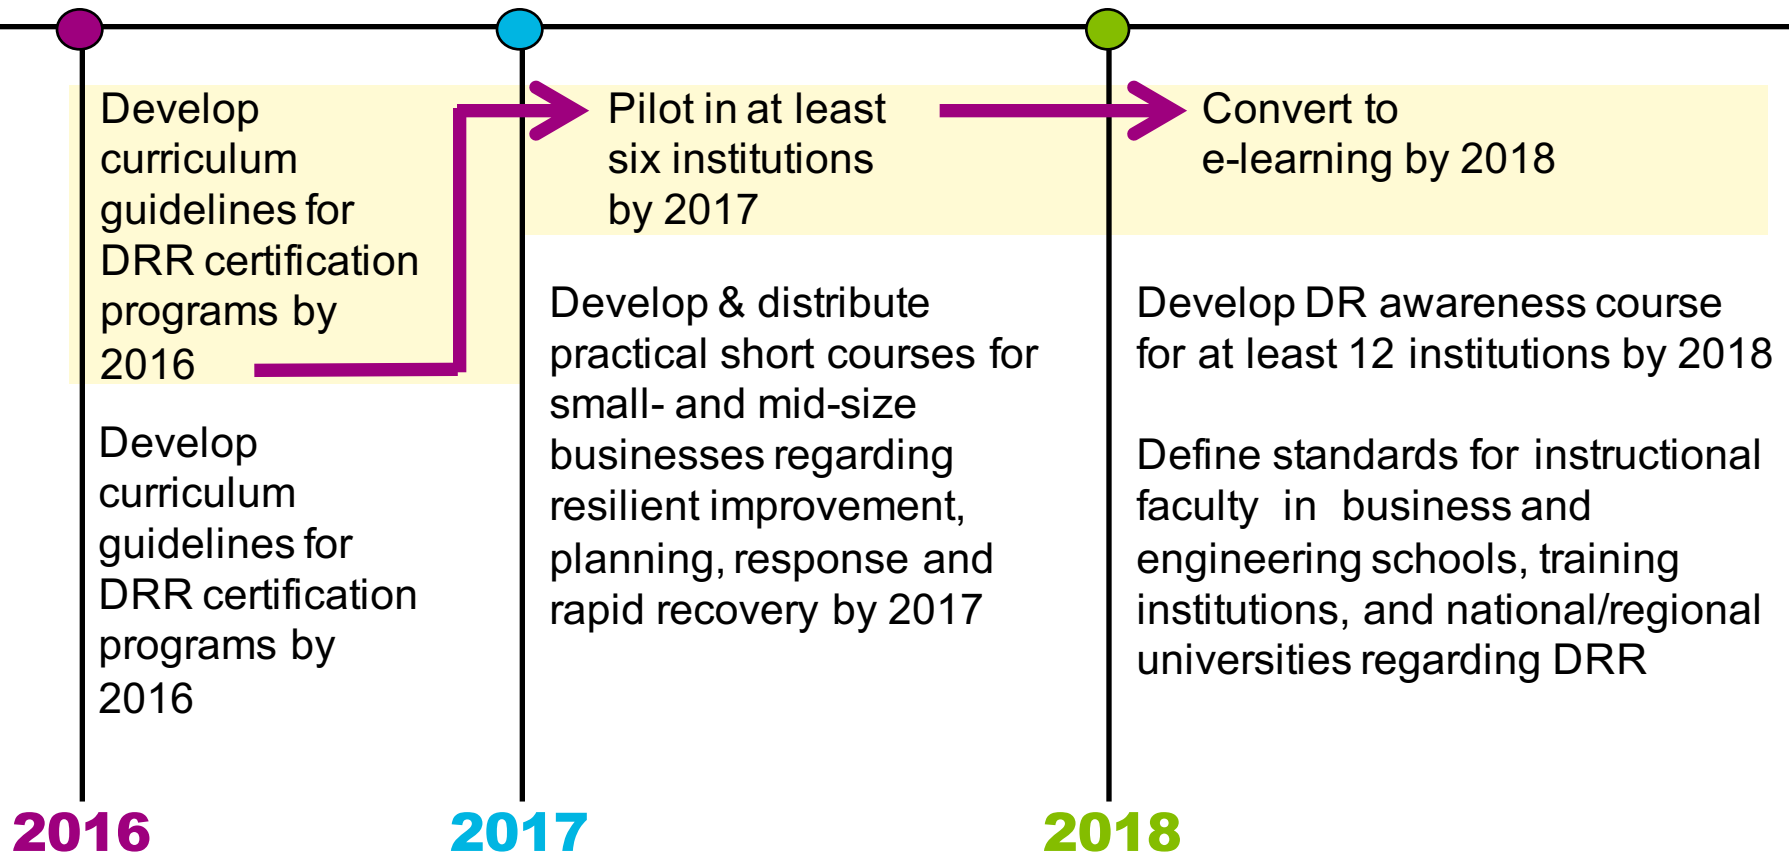 Develop
curriculum
guidelines for
DRR certification
programs by
2016
Develop
curriculum
guidelines for
DRR certification
programs by
2016
2016
Pilot in at least
six institutions
by 2017
Develop & distribute
practical short courses for
small- and mid-size
businesses regarding
resilient improvement,
planning, response and
rapid recovery by 2017
2017
Convert to
e-learning by 2018
Develop DR awareness course
for at least 12 institutions by 2018
Define standards for instructional
faculty in business and
engineering schools, training
institutions, and national/regional
universities regarding DRR
2018